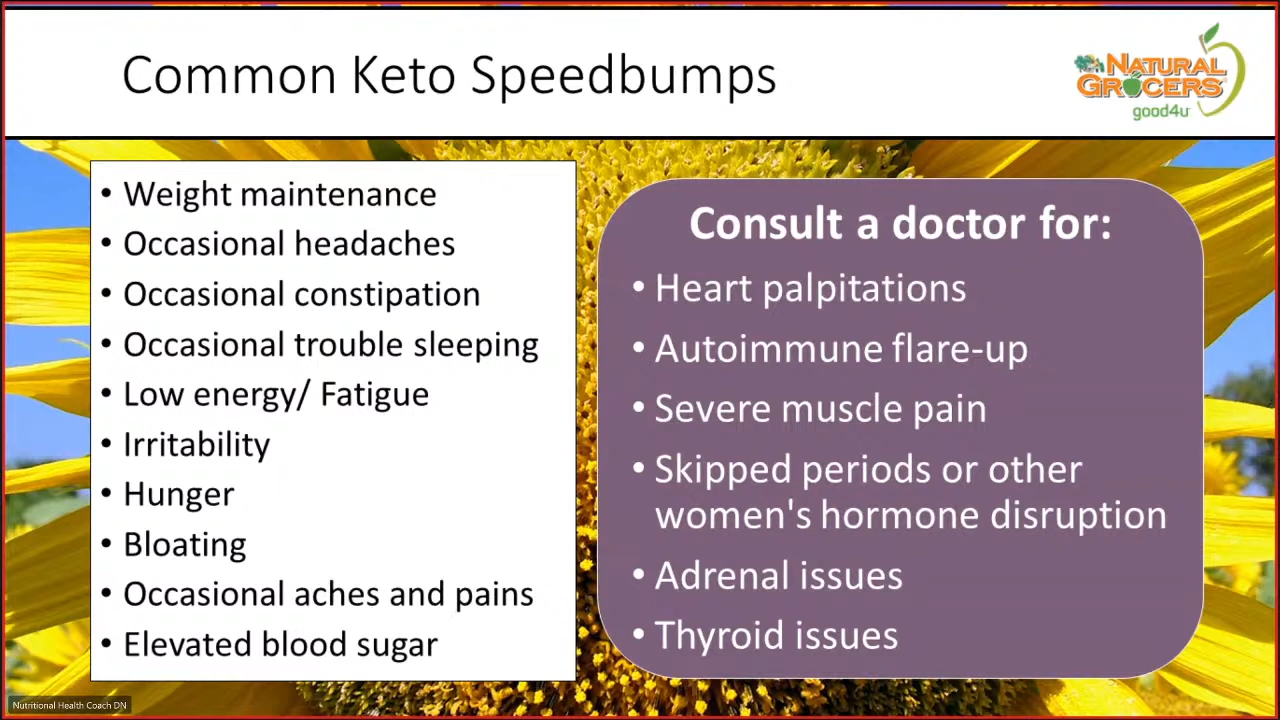 Common Keto Speedbumps
NATURAL
GROCERS
good4u
• Weight maintenance
• Occasional headaches
• Occasional constipation
• Occasional trouble sleeping
• Low energy/ Fatigue
• Irritability
• Hunger
• Bloating
• Occasional aches and pains
• Elevated blood sugar
Consult a doctor for:
• Heart palpitations
• Autoimmune flare-up
• Severe muscle pain
• Skipped periods or other
women's hormone disruption
• Adrenal issues
• Thyroid issues
Nutritional Health Coach DN